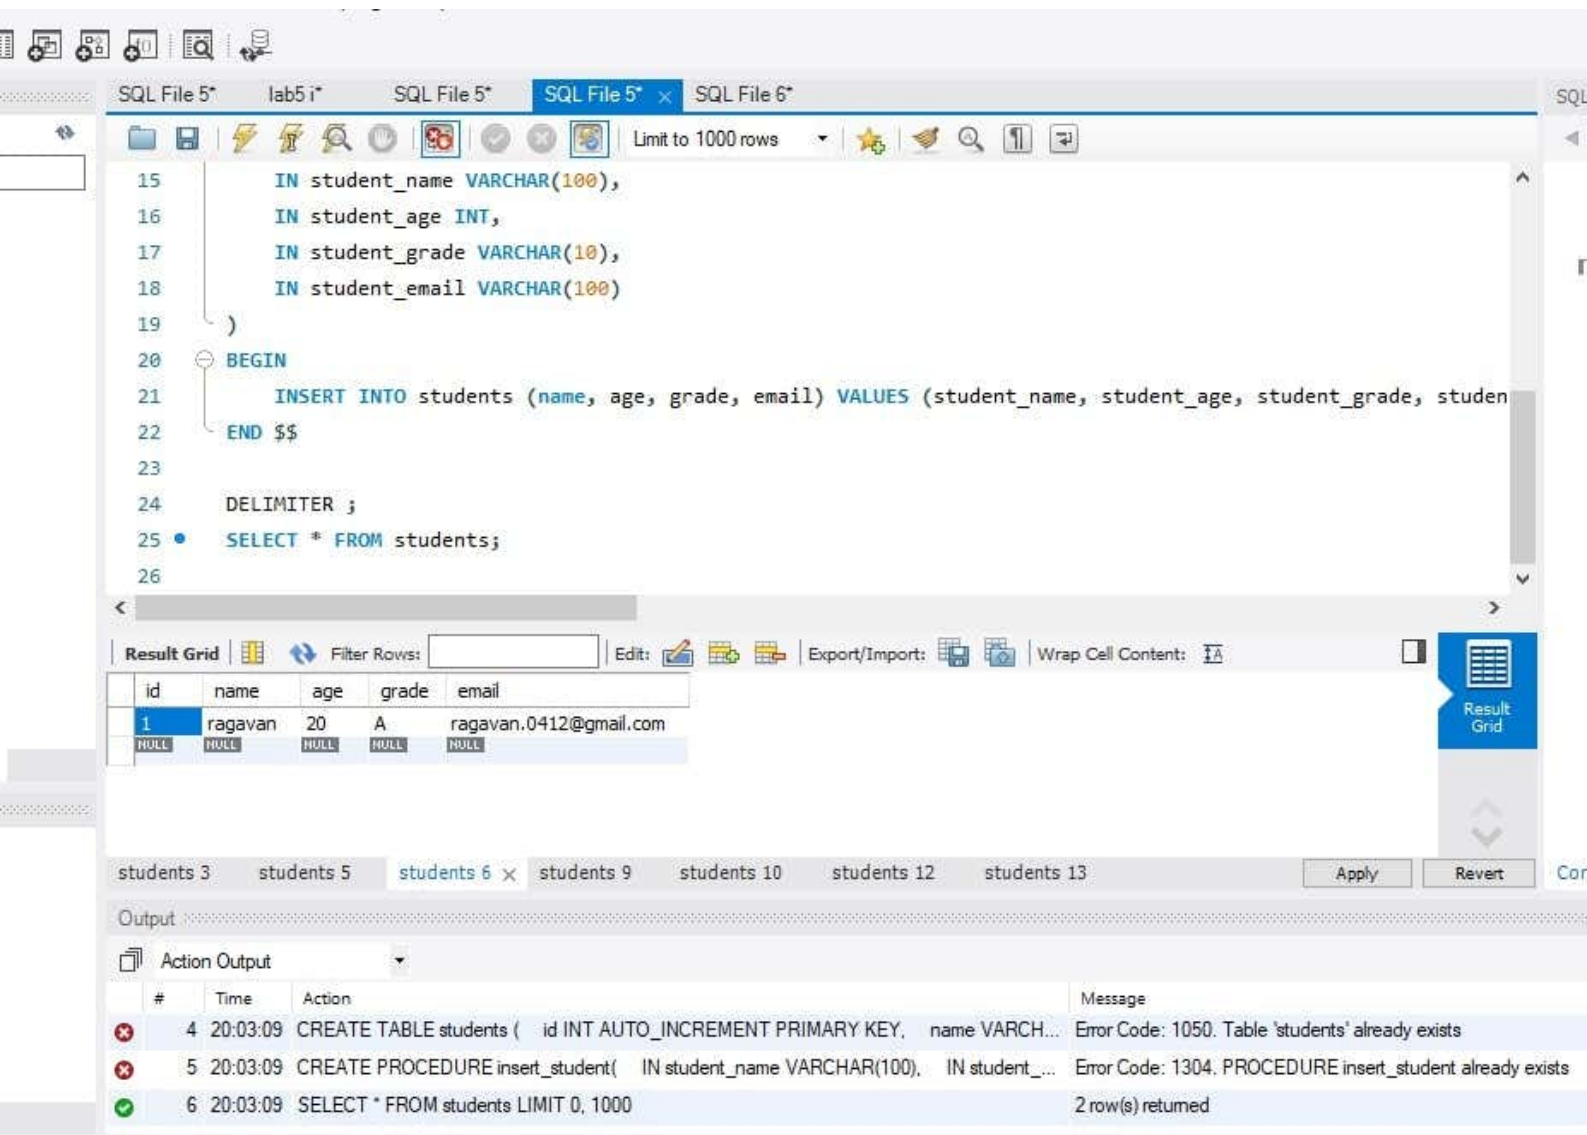 SQL File 5* lab5 i* SQL File 5* SQL File 5* × SQL File 6*
SQL
Limit to 1000 rows
15 IN student_name VARCHAR(100),
16 IN student_age INT,
17 IN student_grade VARCHAR(10),
18 IN student_email VARCHAR(100)
19 )
20 BEGIN
21 INSERT INTO students (name, age, grade, email) VALUES (student_name, student_age, student_grade, studen
22 END $$
23
24 DELIMITER ;
25 SELECT * FROM students;
26
Result Grid Filter Rows: Edit: Export/Import: Wrap Cell Content: IA
id name age grade email
1 ragavan 20 A ragavan.0412@gmail.com
NULL NULL NULL NULL NULL
Result
Grid
students 3 students 5 students 6 × students 9 students 10 students 12 students 13 Apply Revert Con
Output
Action Output
# Time Action Message
4 20:03:09 CREATE TABLE students ( id INT AUTO_INCREMENT PRIMARY KEY, name VARCH... Error Code: 1050. Table 'students' already exists
5 20:03:09 CREATE PROCEDURE insert_student( IN student_name VARCHAR(100), IN student_... Error Code: 1304. PROCEDURE insert_student already exists
6 20:03:09 SELECT * FROM students LIMIT 0, 1000 2 row(s) returned